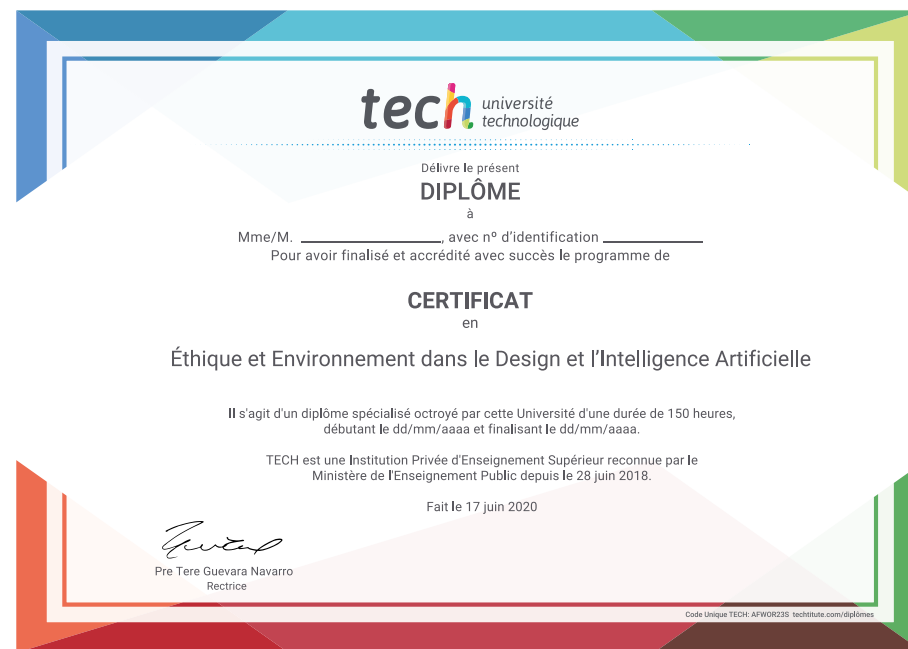 tech université
technologique
Délivre le présent
DIPLÔME
à
Mme/M. ____________________, avec nº d'identification ______________
Pour avoir finalisé et accrédité avec succès le programme de
CERTIFICAT
en
Éthique et Environnement dans le Design et l'Intelligence Artificielle
Il s'agit d'un diplôme spécialisé octroyé par cette Université d'une durée de 150 heures,
débutant le dd/mm/aaaa et finalisant le dd/mm/aaaa.
TECH est une Institution Privée d'Enseignement Supérieur reconnue par le
Ministère de l'Enseignement Public depuis le 28 juin 2018.
Fait le 17 juin 2020
Pre Tere Guevara Navarro
Rectrice
Code Unique TECH: AFWOR23S techtitute.com/diplômes